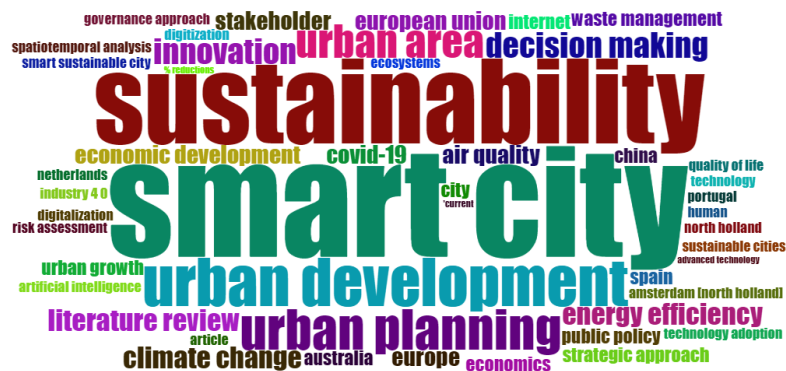 governance approach
stakeholder
european union
internet
waste management
spatiotemporal analysis
digitization
innovation
urban area
decision making
smart sustainable city
% reductions
ecosystems
sustainability
economic development
covid-19
air quality
china
quality of life
netherlands
smart city
technology
industry 4 0
city
portugal
'current
human
digitalization
risk assessment
north holland
sustainable cities
advanced technology
urban growth
urban development
spain
artificial intelligence
amsterdam [north holland]
literature review
urban planning
energy efficiency
article
public policy
technology adoption
climate change
australia
europe
economics
strategic approach